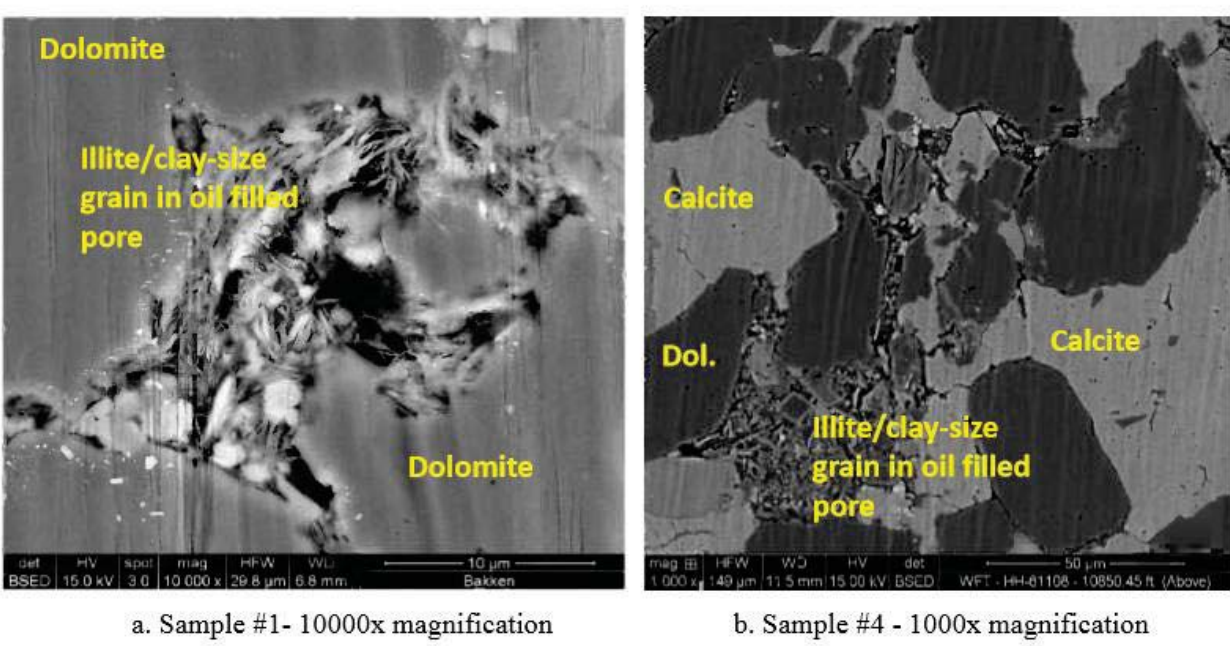 Dolomite
Illite/clay-size
grain in oil filled
pore
Dolomite
det HV spot mag HFW WD 10 µm
BSED 15.0 kV 3.0 10 000 x 29.8 µm 6.8 mm Bakken
a. Sample #1- 10000x magnification
Calcite
Dol.
Calcite
Illite/clay-size
grain in oil filled
pore
mag HFW WD HV det 50 µm
1 000 x 149 µm 11.5 mm 15.00 kV BSED WFT - HH-61108 - 10850.45 ft (Above)
b. Sample #4 - 1000x magnification